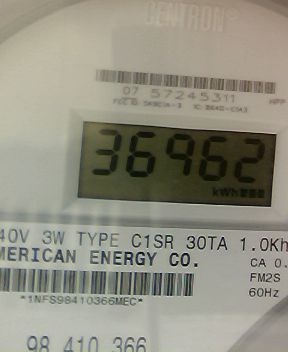 CENTRON®
07 57245311
36962
kWh
40V 3W TYPE C1SR 30TA 1.0Kh
MERICAN ENERGY CO.
CA 0.
FM2S
60Hz
*1NFS98410366MEC*
98 410 366